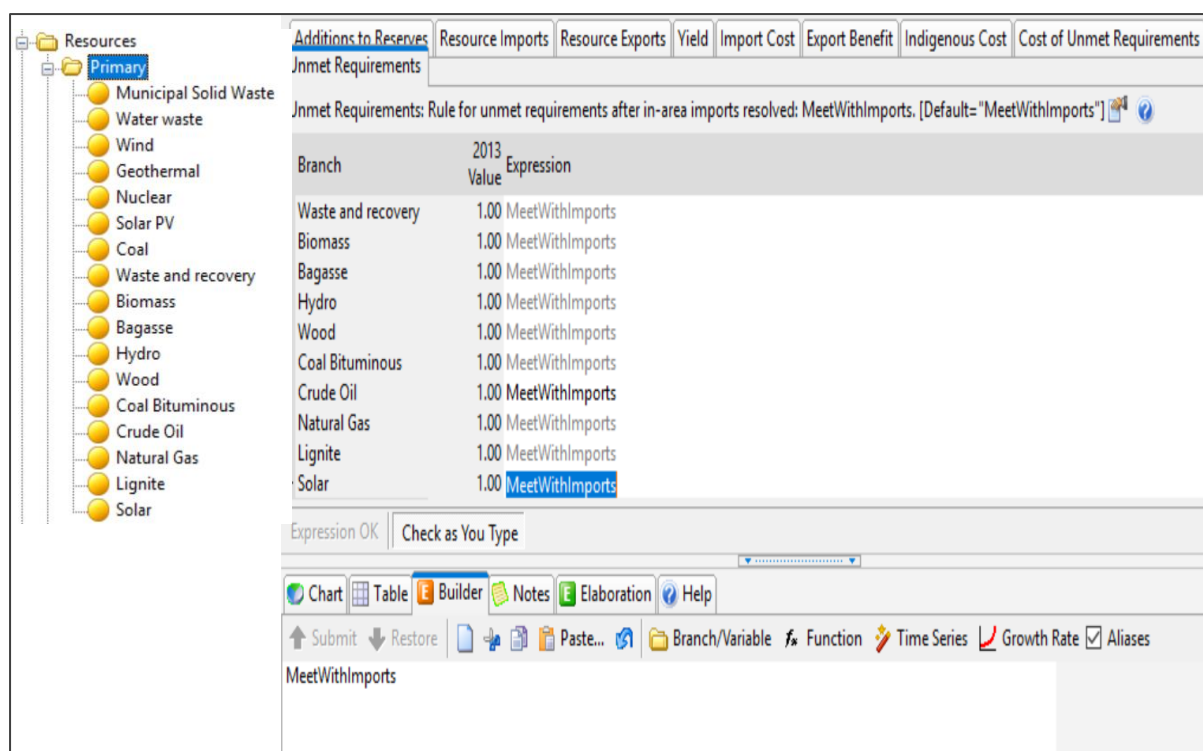 Resources
Primary
Municipal Solid Waste
Water waste
Wind
Geothermal
Nuclear
Solar PV
Coal
Waste and recovery
Biomass
Bagasse
Hydro
Wood
Coal Bituminous
Crude Oil
Natural Gas
Lignite
Solar
Additions to Reserves Resource Imports Resource Exports Yield Import Cost Export Benefit Indigenous Cost Cost of Unmet Requirements
Unmet Requirements
Unmet Requirements: Rule for unmet requirements after in-area imports resolved: MeetWithImports. [Default="MeetWithImports"]
Branch 2013 Value Expression
Waste and recovery 1.00 MeetWithImports
Biomass 1.00 MeetWithImports
Bagasse 1.00 MeetWithImports
Hydro 1.00 MeetWithImports
Wood 1.00 MeetWithImports
Coal Bituminous 1.00 MeetWithImports
Crude Oil 1.00 MeetWithImports
Natural Gas 1.00 MeetWithImports
Lignite 1.00 MeetWithImports
Solar 1.00 MeetWithImports
Expression OK Check as You Type
Chart Table E Builder Notes E Elaboration Help
Submit Restore Paste... Branch/Variable fx Function Time Series Growth Rate Aliases
MeetWithImports